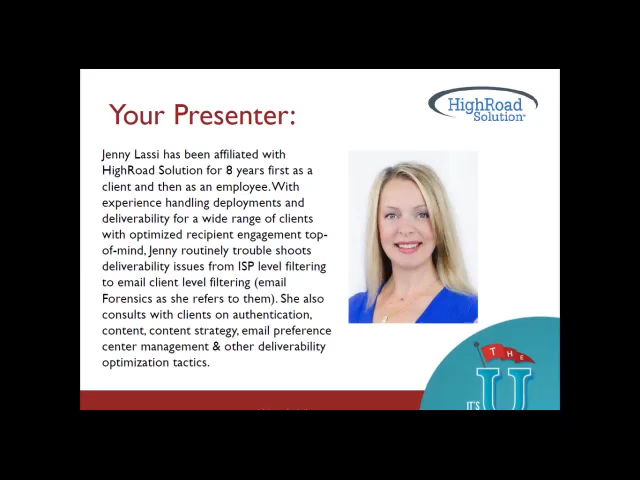 Your Presenter:
HighRoad
Solution
Jenny Lassi has been affiliated with
HighRoad Solution for 8 years first as a
client and then as an employee. With
experience handling deployments and
deliverability for a wide range of clients
with optimized recipient engagement top-
of-mind, Jenny routinely trouble shoots
deliverability issues from ISP level filtering
to email client level filtering (email
Forensics as she refers to them). She also
consults with clients on authentication,
content, content strategy, email preference
center management & other deliverability
optimization tactics.
THE
U
IT'S